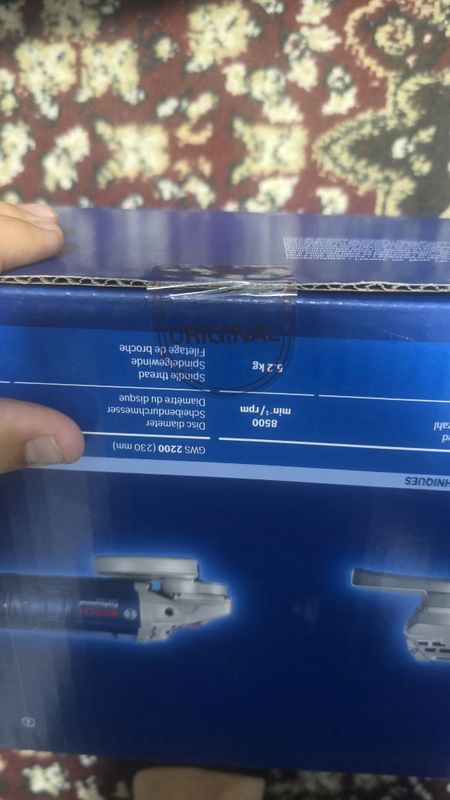 HNIQUES
GWS 2200 (230 mm)
Disc diameter
Scheibendurchmesser
Diamètre du disque
8500
min⁻¹/rpm
Spindle thread
Spindelgewinde
Filetage de broche
5.2 kg
ORIGINAL
BOSCH
Professional